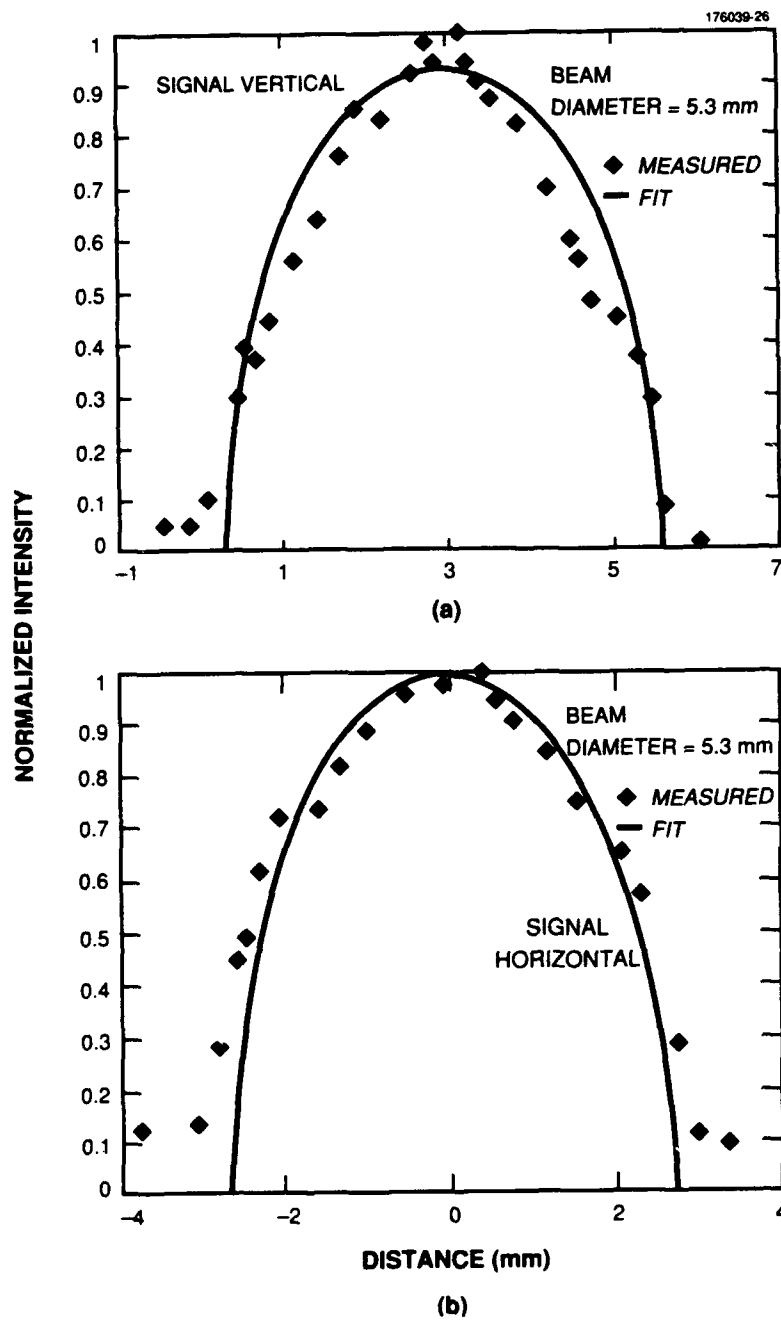 176039-26
NORMALIZED INTENSITY
1
0.9
0.8
0.7
0.6
0.5
0.4
0.3
0.2
0.1
0
SIGNAL VERTICAL
BEAM
DIAMETER = 5.3 mm
MEASURED
FIT
–1
1
3
5
7
(a)
1
0.9
0.8
0.7
0.6
0.5
0.4
0.3
0.2
0.1
0
BEAM
DIAMETER = 5.3 mm
MEASURED
FIT
SIGNAL
HORIZONTAL
–4
–2
0
2
4
DISTANCE (mm)
(b)